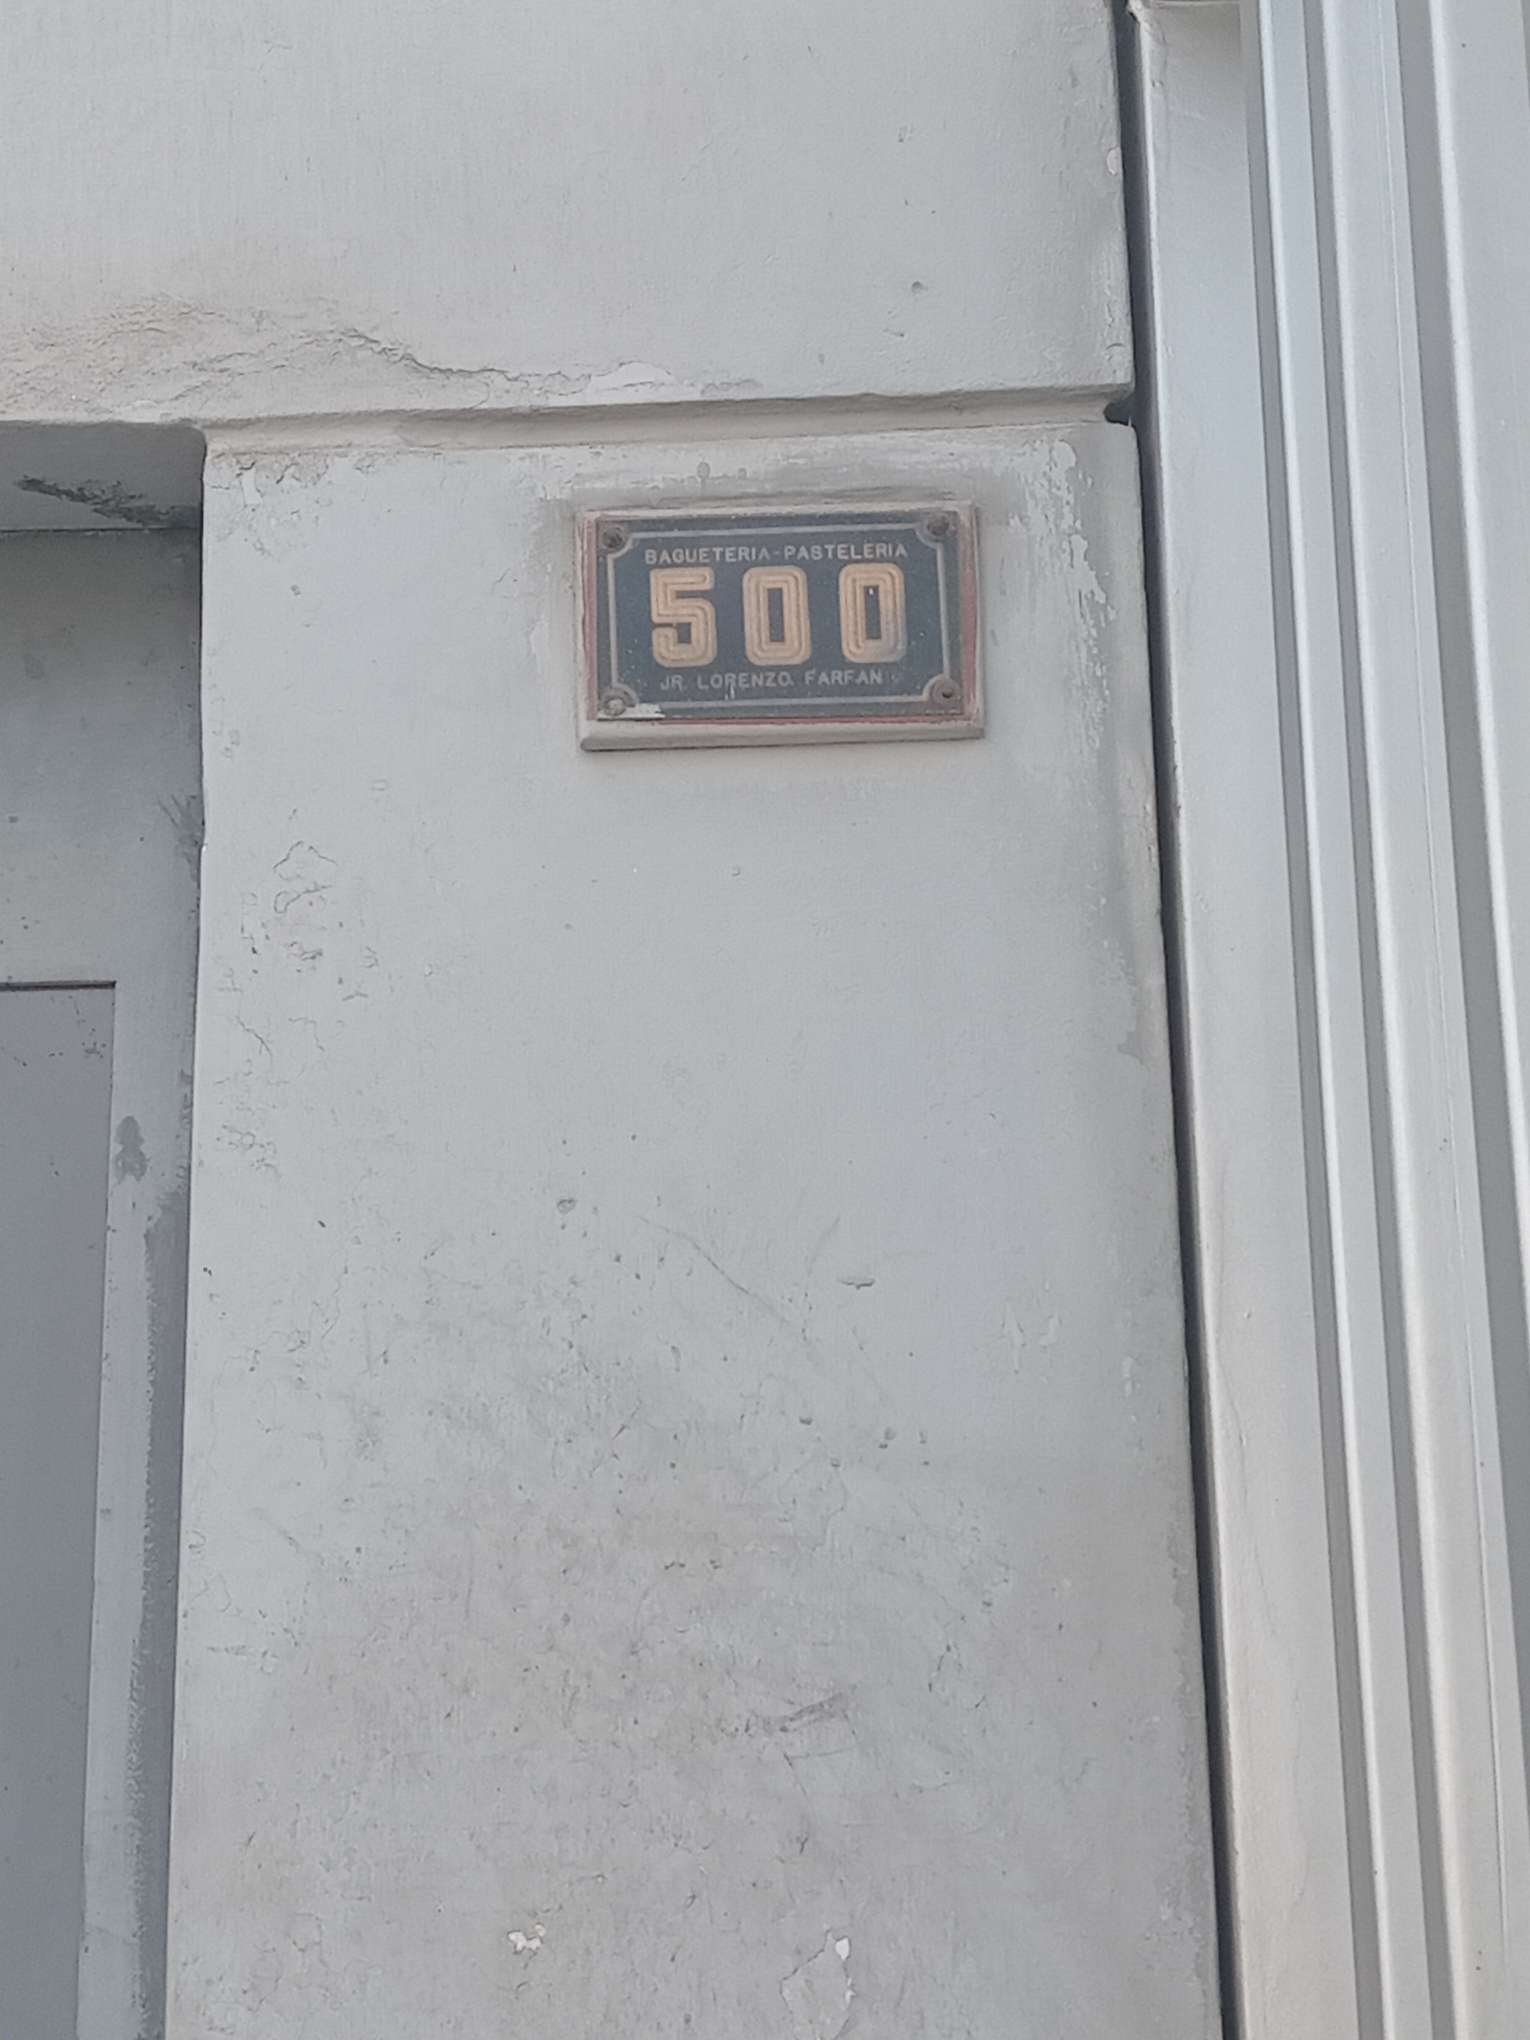 BAGUETERIA-PASTELERIA
500
JR. LORENZO. FARFAN